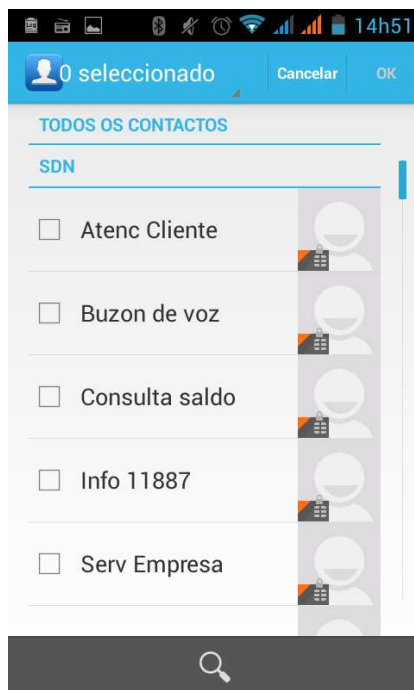 14h51
0 seleccionado
Cancelar
OK
TODOS OS CONTACTOS
SDN
Atenc Cliente
Buzon de voz
Consulta saldo
Info 11887
Serv Empresa